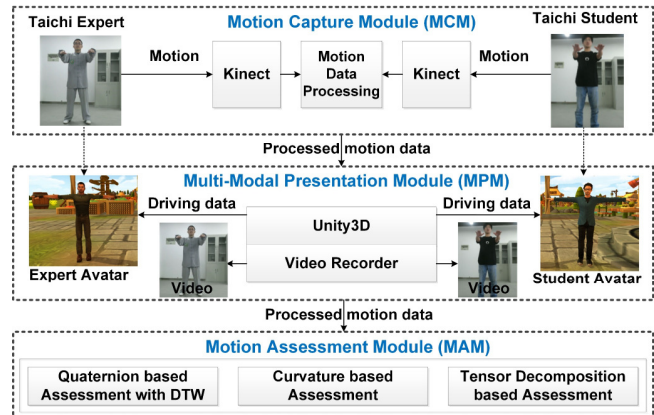 Taichi Expert
Motion Capture Module (MCM)
Taichi Student
Motion
Kinect
Motion
Data
Processing
Kinect
Motion
Processed motion data
Multi-Modal Presentation Module (MPM)
Driving data
Unity3D
Driving data
Video Recorder
Expert Avatar
Video
Video
Student Avatar
Processed motion data
Motion Assessment Module (MAM)
Quaternion based
Assessment with DTW
Curvature based
Assessment
Tensor Decomposition
based Assessment